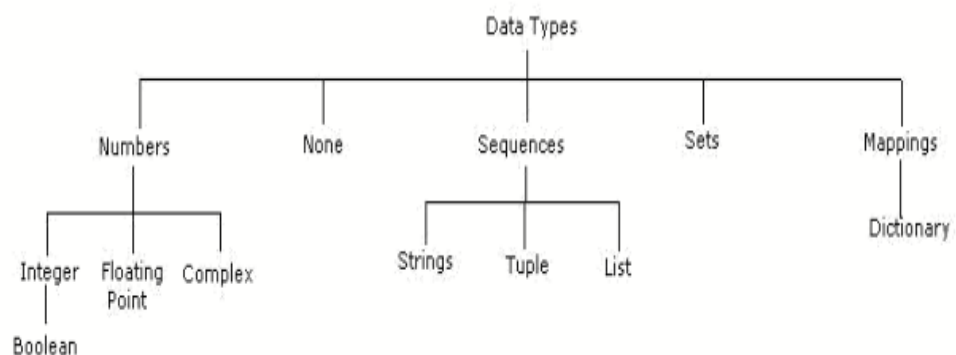 Data Types
Numbers
None
Sequences
Sets
Mappings
Integer
Floating
Point
Complex
Strings
Tuple
List
Dictionary
Boolean